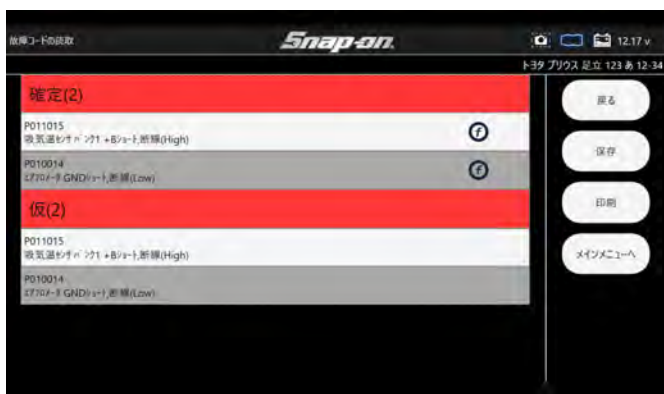 故障コードの読取
Snap-on
12.17 v
トヨタ プリウス 足立 123 あ 12-34
確定(2)
P011015
吸気温ｾﾝｻ ﾊﾞﾝｸ1 +Bｼｮｰﾄ,断線(High)
P010014
ｴｱﾌﾛﾒｰﾀ GNDｼｮｰﾄ,断線(Low)
仮(2)
P011015
吸気温ｾﾝｻ ﾊﾞﾝｸ1 +Bｼｮｰﾄ,断線(High)
P010014
ｴｱﾌﾛﾒｰﾀ GNDｼｮｰﾄ,断線(Low)
戻る
保存
印刷
メインメニューへ